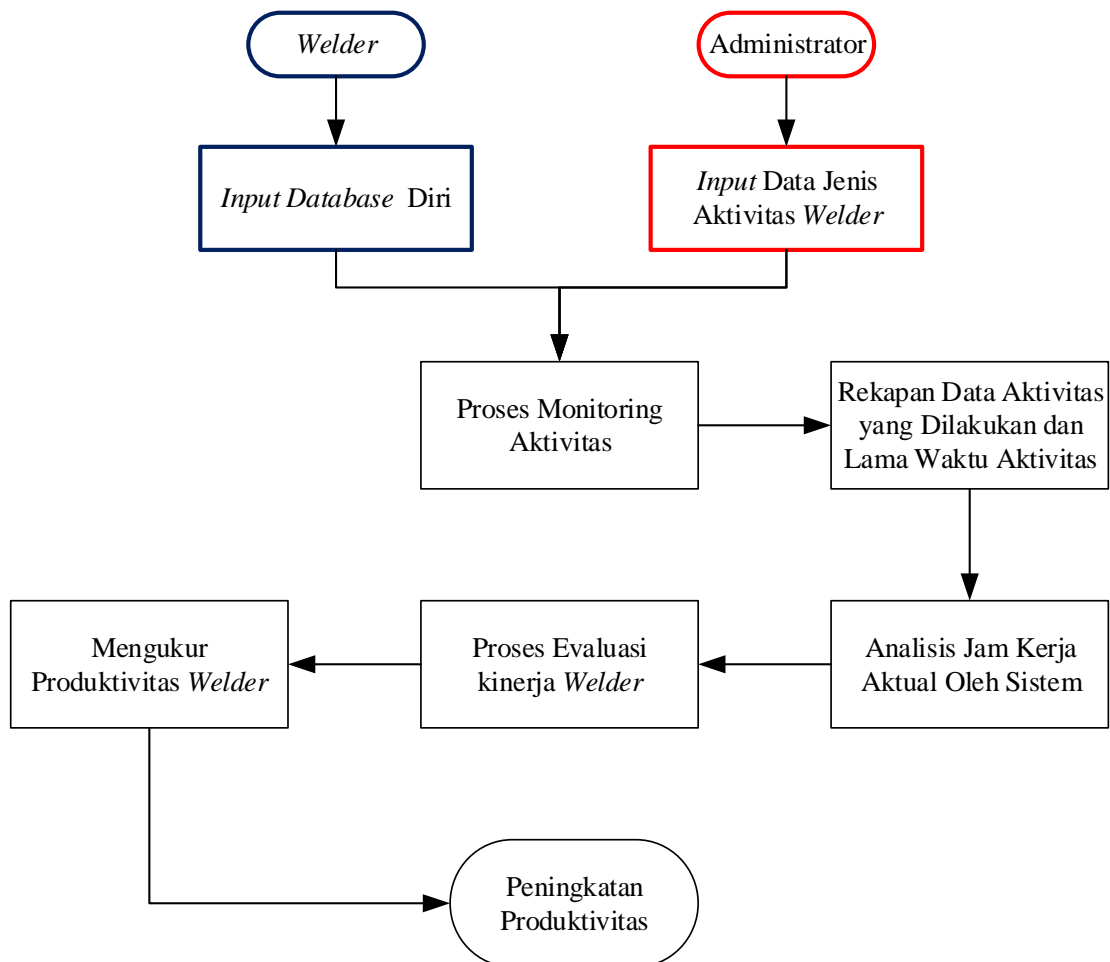 Welder
Administrator
Input Database Diri
Input Data Jenis
Aktivitas Welder
Proses Monitoring
Aktivitas
Rekapan Data Aktivitas
yang Dilakukan dan
Lama Waktu Aktivitas
Mengukur
Produktivitas Welder
Proses Evaluasi
kinerja Welder
Analisis Jam Kerja
Aktual Oleh Sistem
Peningkatan
Produktivitas